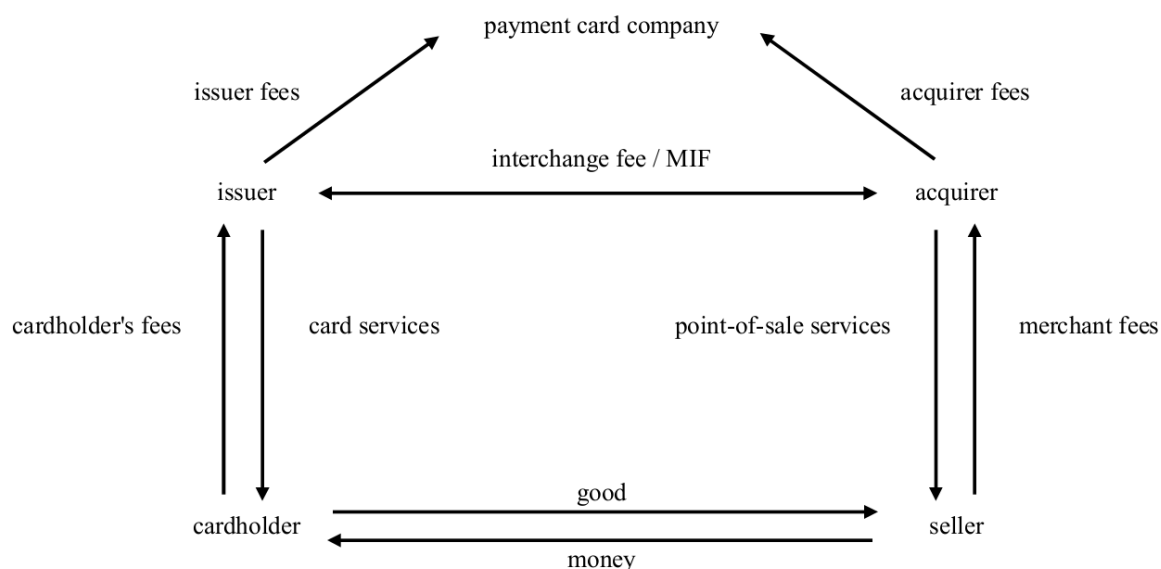 payment card company
issuer fees
acquirer fees
interchange fee / MIF
issuer
acquirer
cardholder's fees
card services
point-of-sale services
merchant fees
good
cardholder
seller
money